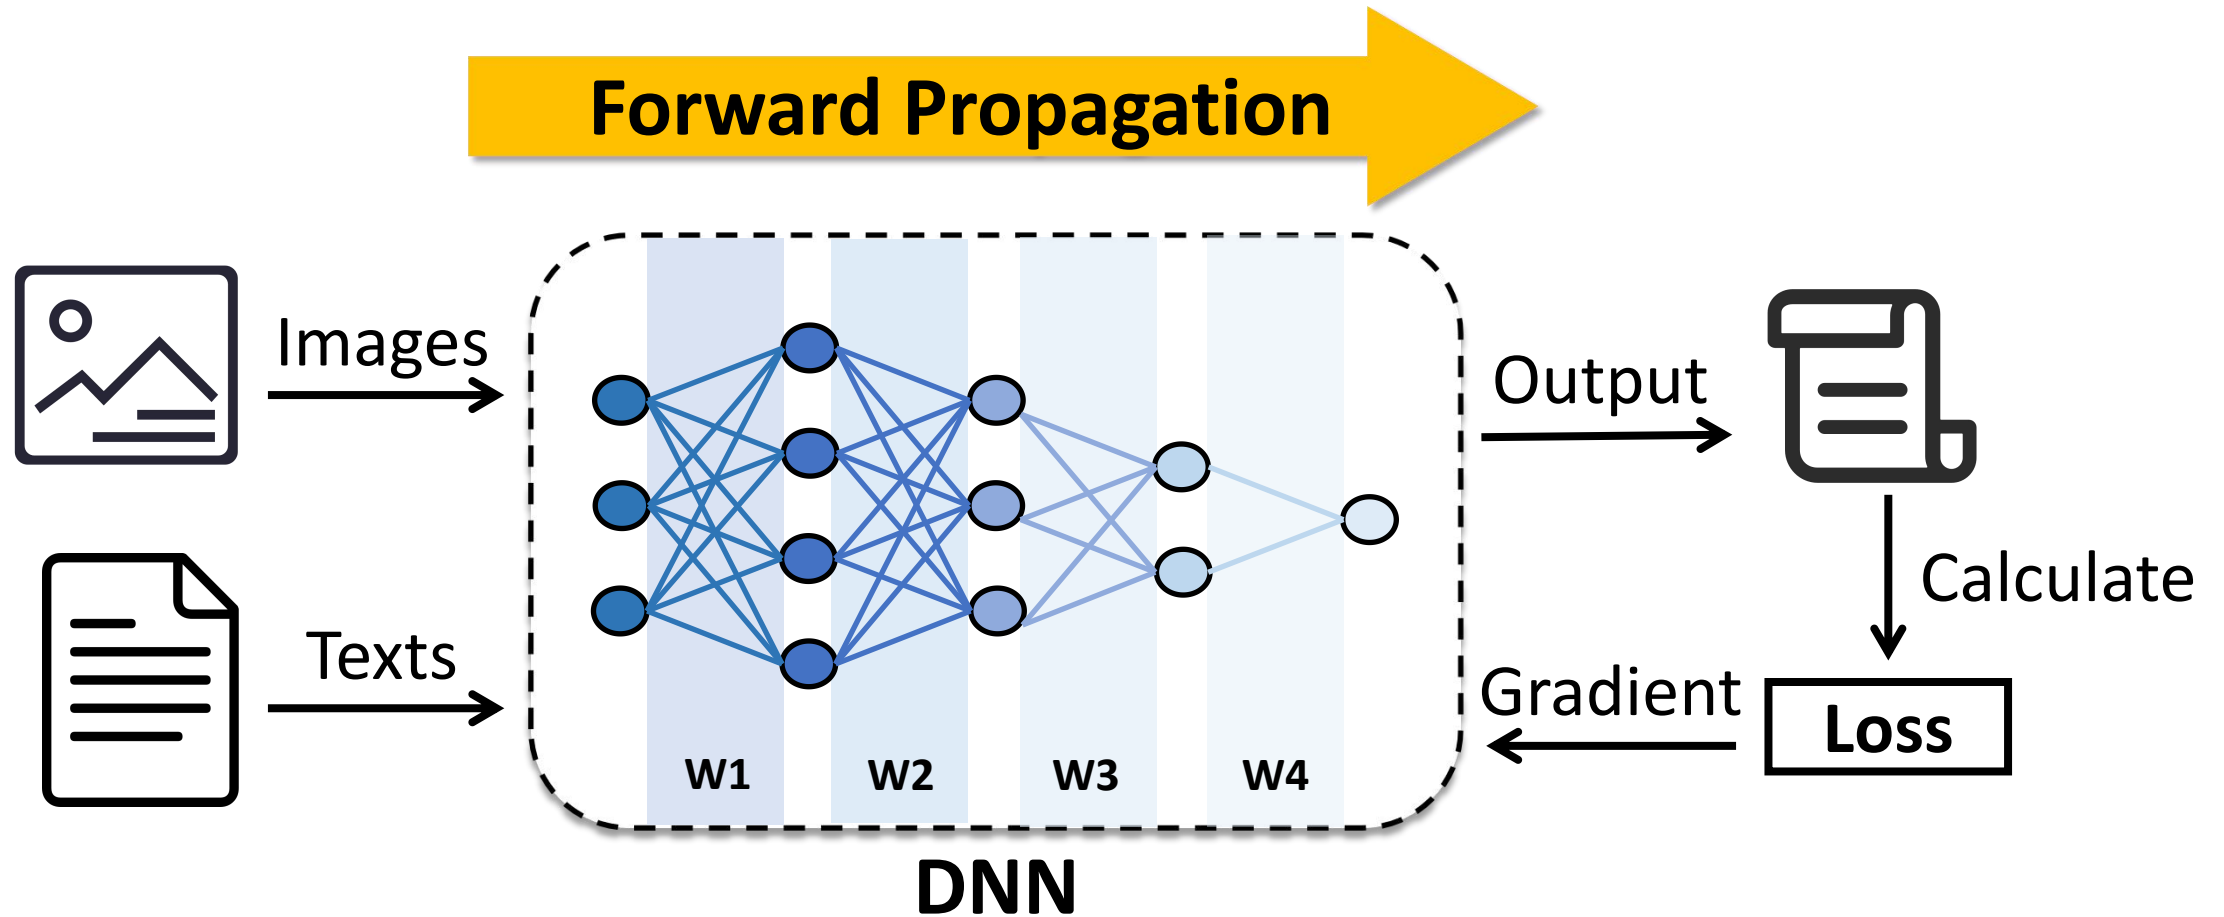 Forward Propagation
Images
Texts
W1
W2
W3
W4
DNN
Output
Calculate
Gradient
Loss